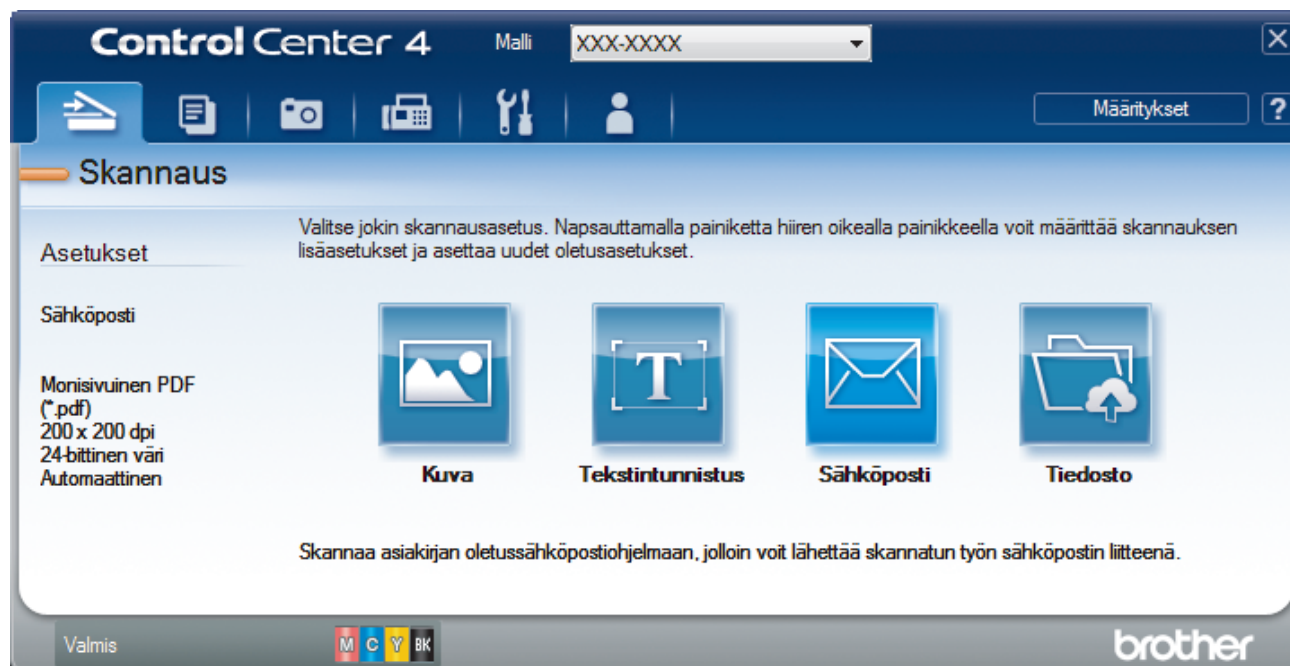 Control Center 4
Malli
XXX-XXXX
Määritykset
?
Skannaus
Valitse jokin skannausasetus. Napsauttamalla painiketta hiiren oikealla painikkeella voit määrittää skannauksen
lisäasetukset ja asettaa uudet oletusasetukset.
Asetukset
Sähköposti
Monisivuinen PDF
(*.pdf)
200 x 200 dpi
24-bittinen väri
Automaattinen
T
Kuva
Tekstintunnistus
Sähköposti
Tiedosto
Skannaa asiakirjan oletussähköpostiohjelmaan, jolloin voit lähettää skannatun työn sähköpostin liitteenä.
Valmis
M C Y BK
brother